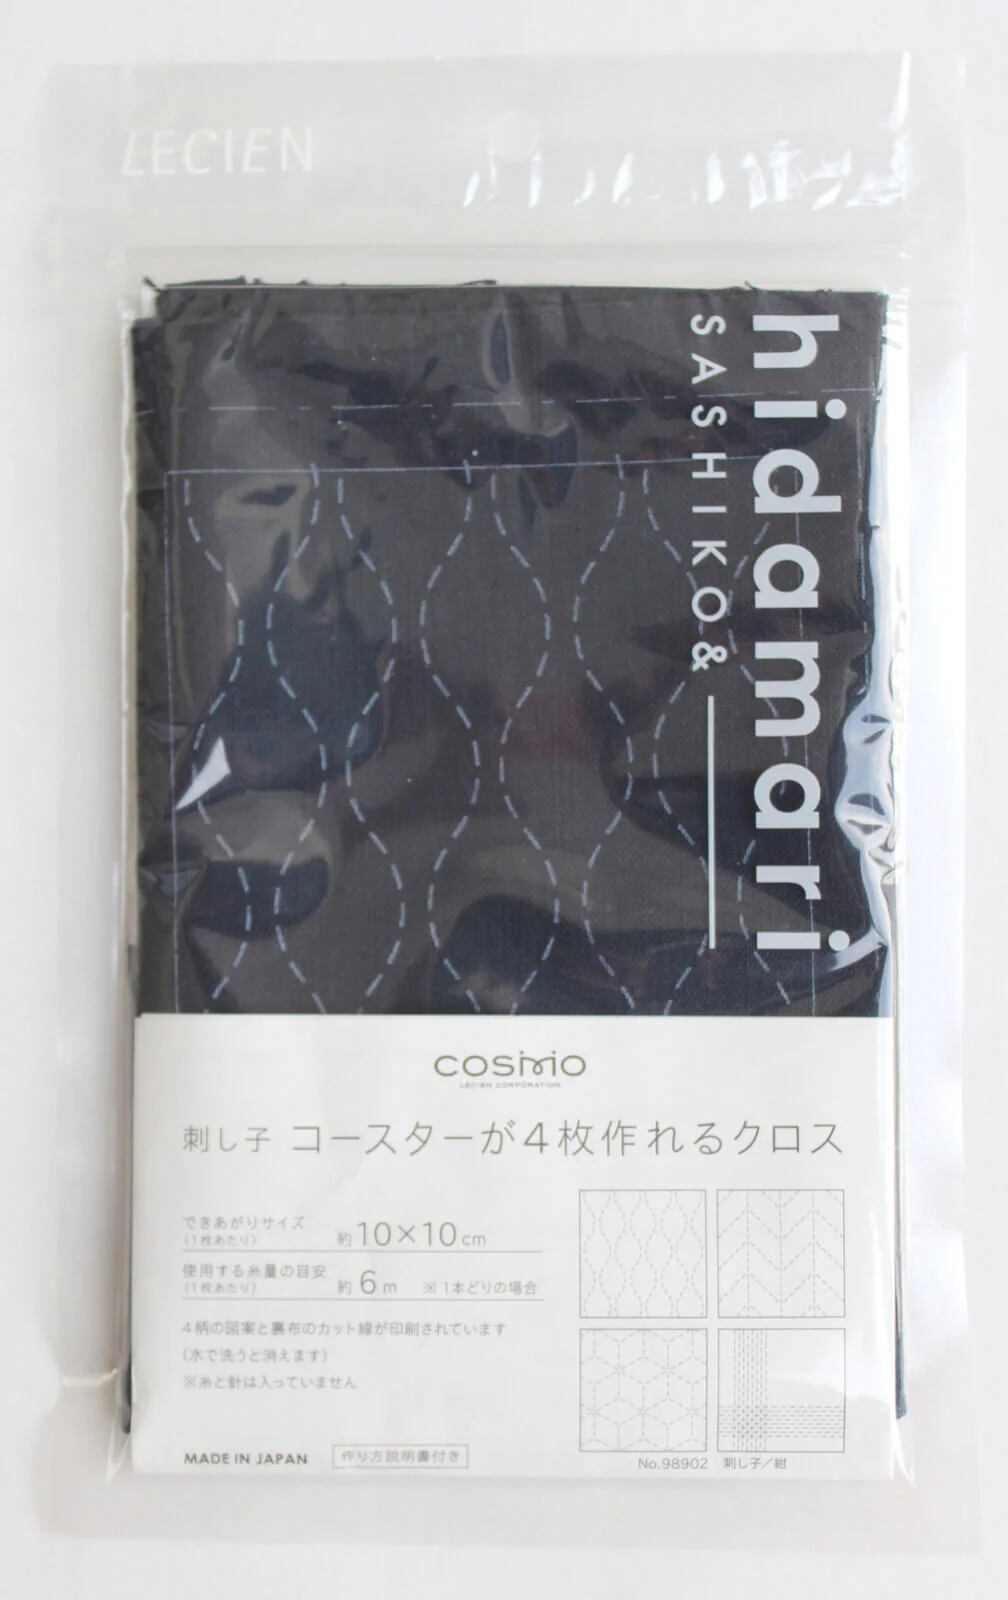 LECIEN
hidamari
SASHIKO&
COSMO
LECIEN CORPORATION
刺し子 コースターが4枚作れるクロス
できあがりサイズ
(1枚あたり)
約10×10cm
使用する糸量の目安
(1枚あたり)
約6m ※1本どりの場合
4柄の図案と裏布のカット線が印刷されています
(水で洗うと消えます)
※糸と針は入っていません
MADE IN JAPAN 作り方説明書付き
No.98902 刺し子/紺